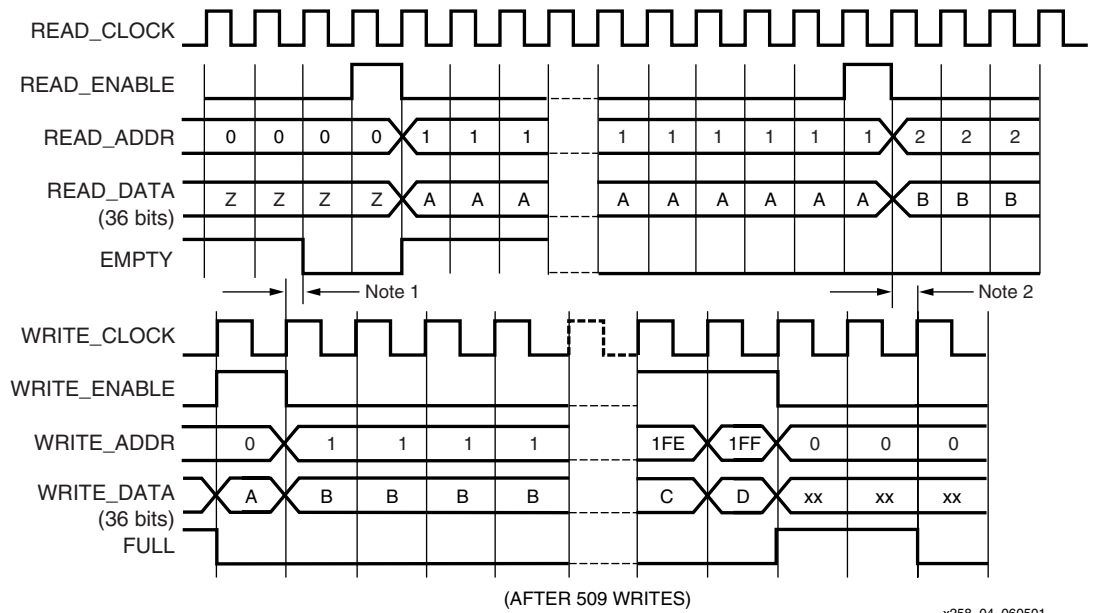 READ_CLOCK
READ_ENABLE
READ_ADDR 0 0 0 0 1 1 1 1 1 1 1 1 1 2 2 2
READ_DATA Z Z Z Z A A A A A A A A A B B B
(36 bits)
EMPTY
Note 1 Note 2
WRITE_CLOCK
WRITE_ENABLE
WRITE_ADDR 0 1 1 1 1 1FE 1FF 0 0 0
WRITE_DATA A B B B B C D xx xx xx
(36 bits)
FULL
(AFTER 509 WRITES)
x258_04_060501